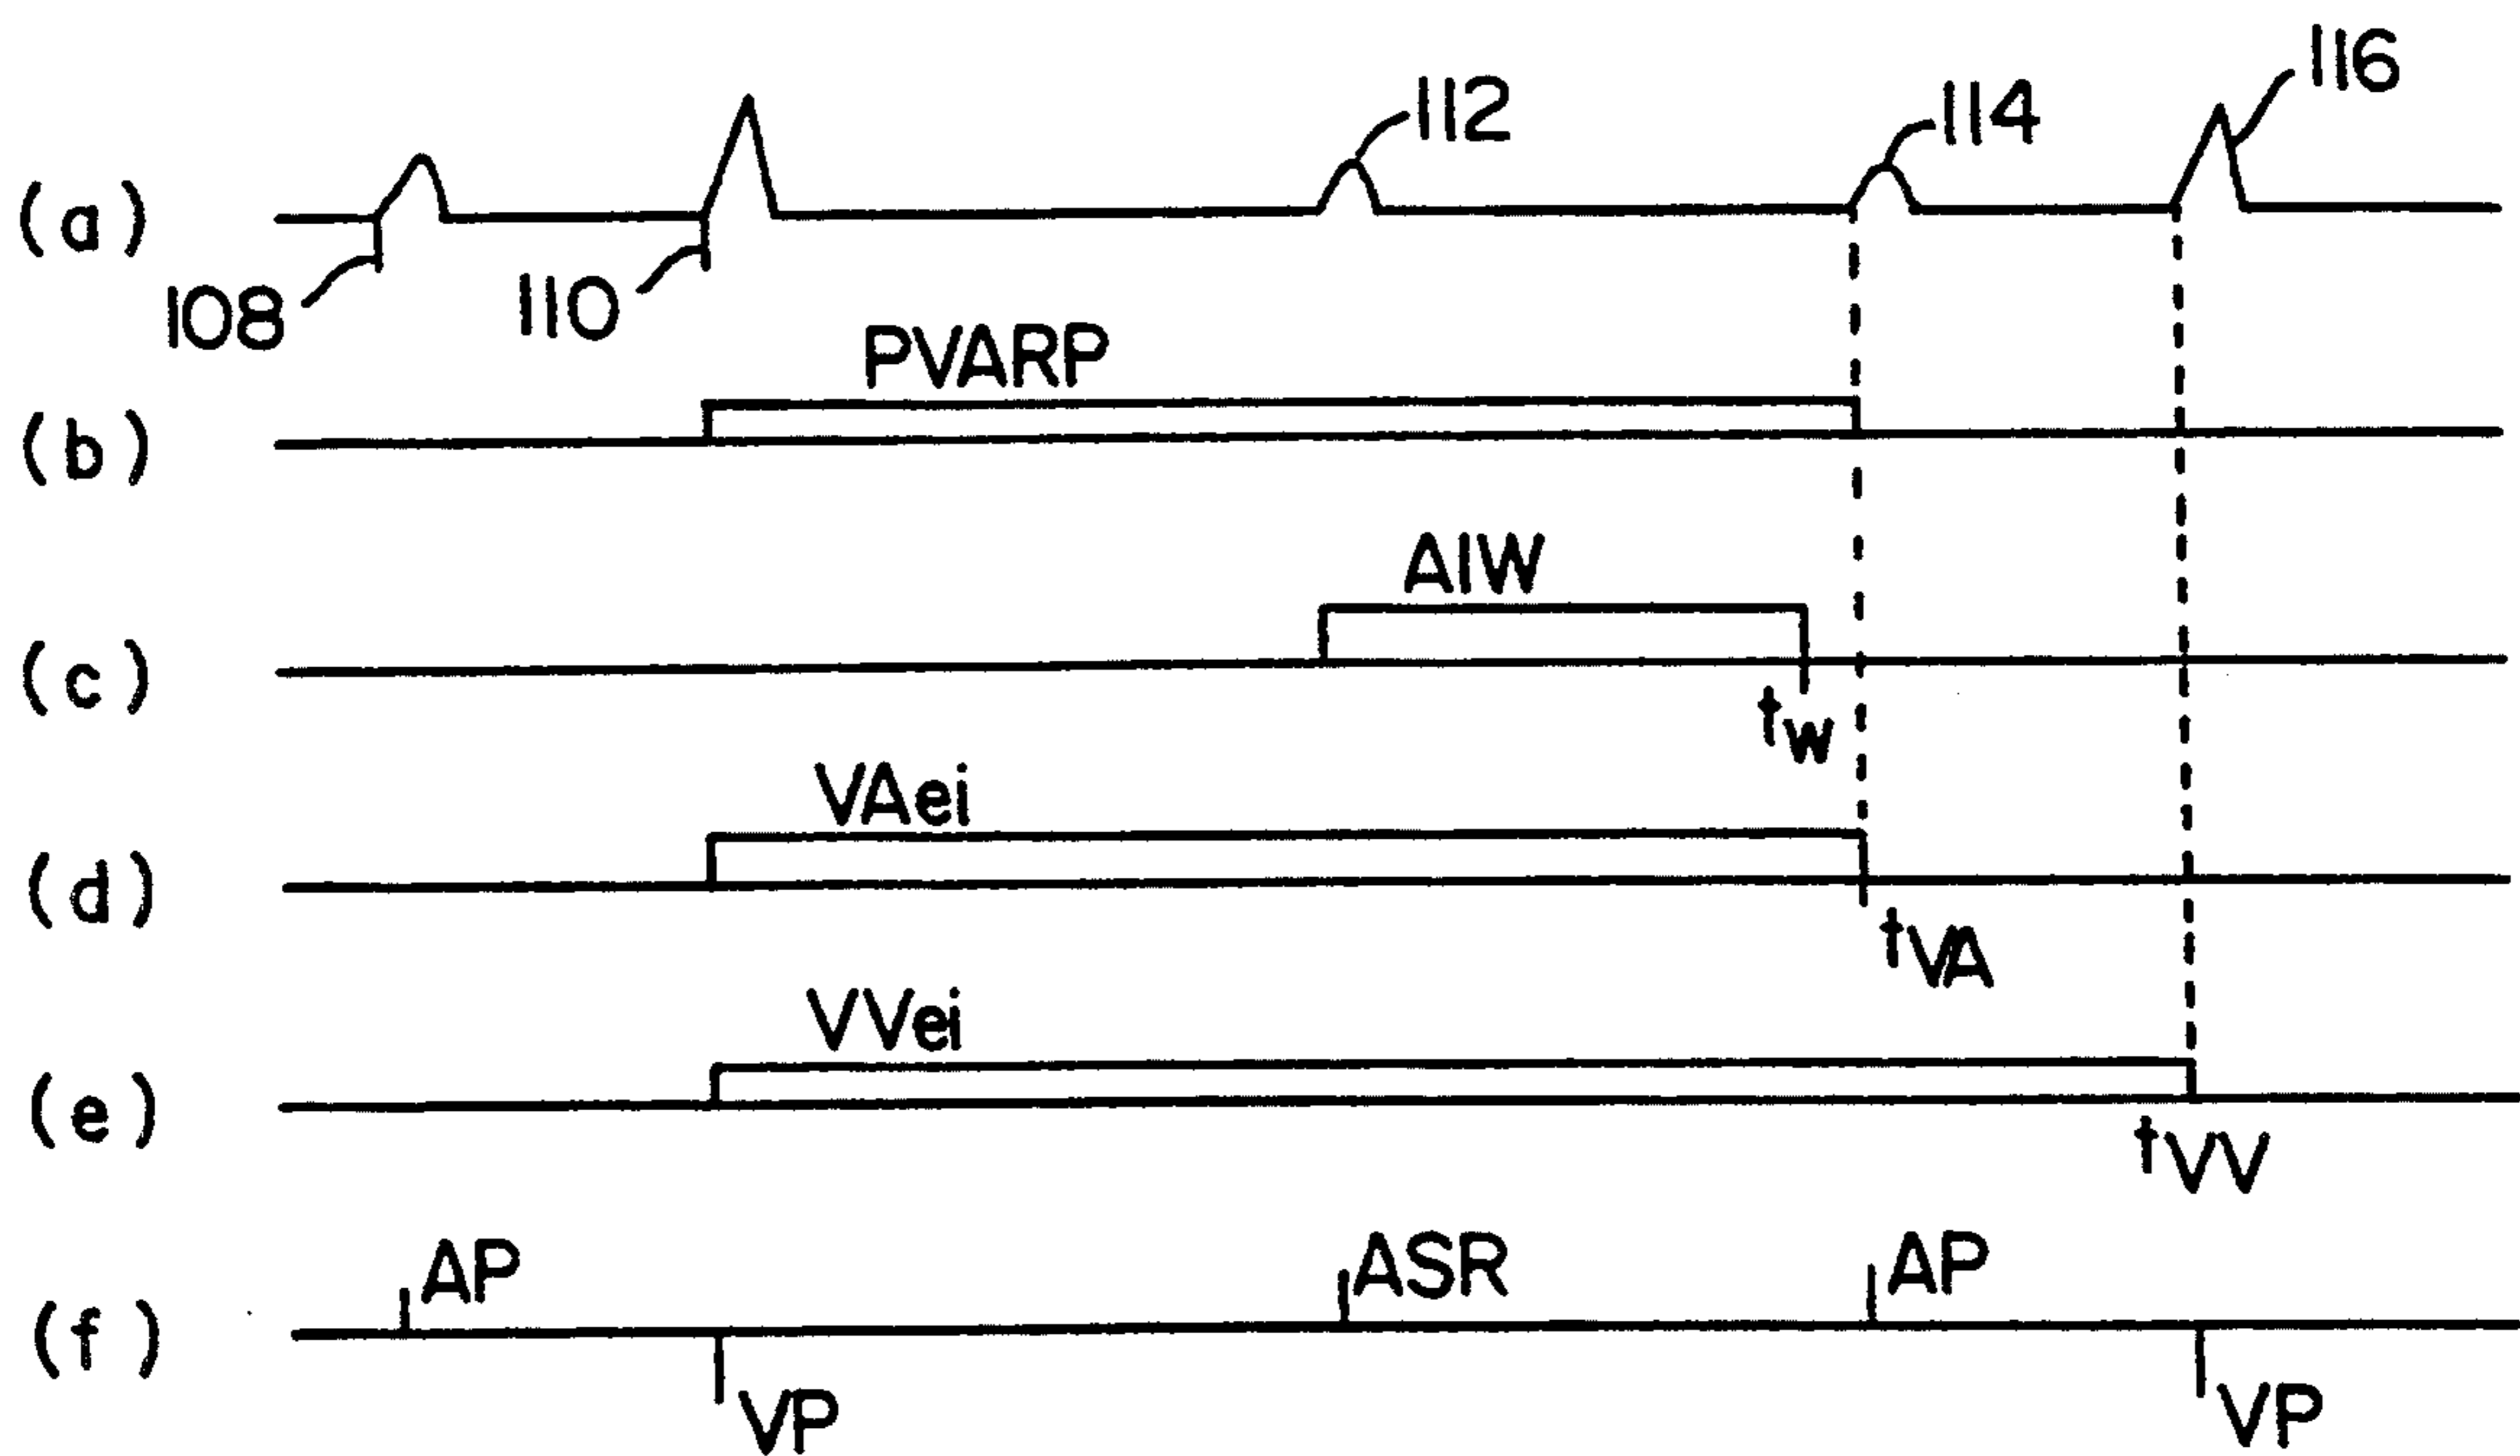 116
112
114
(a)
108
110
PVARP
(b)
AIW
(c)
tw
VAei
(d)
tVA
VVei
(e)
tVV
AP
ASR
AP
(f)
VP
VP